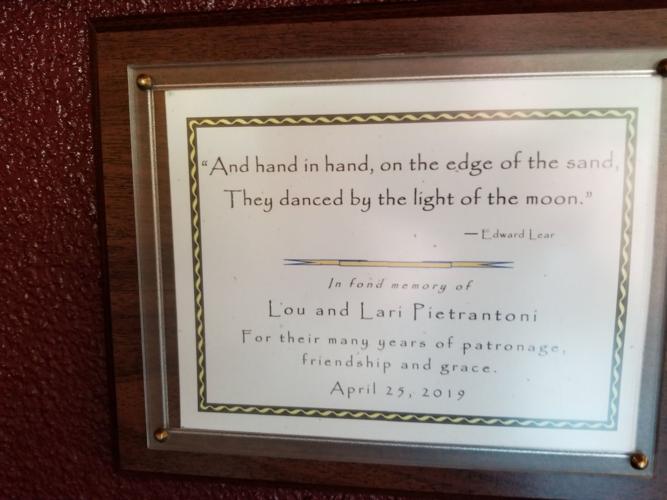 “And hand in hand, on the edge of the sand,
They danced by the light of the moon.”
— Edward Lear
In fond memory of
Lou and Lari Pietrantoni
For their many years of patronage,
friendship and grace.
April 25, 2019